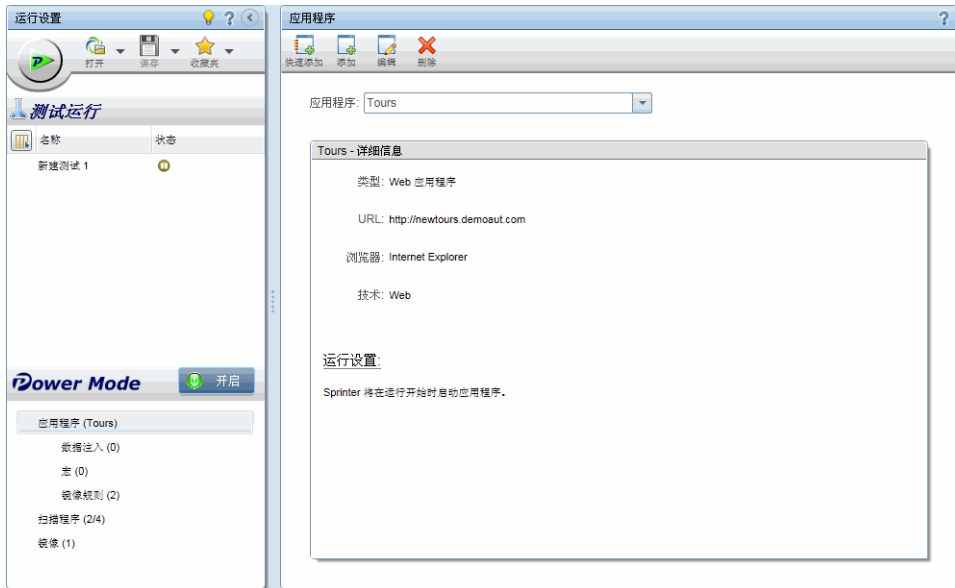 运行设置
打开
保存
收藏夹
测试运行
名称 状态
新建测试 1
Power Mode
开启
应用程序 (Tours)
数据注入 (0)
宏 (0)
镜像规则 (2)
扫描程序 (2/4)
镜像 (1)
应用程序
快速添加
添加
编辑
删除
应用程序: Tours
Tours - 详细信息
类型: Web 应用程序
URL: http://newtours.demoaut.com
浏览器: Internet Explorer
技术: Web
运行设置:
Sprinter 将在运行开始时启动应用程序。